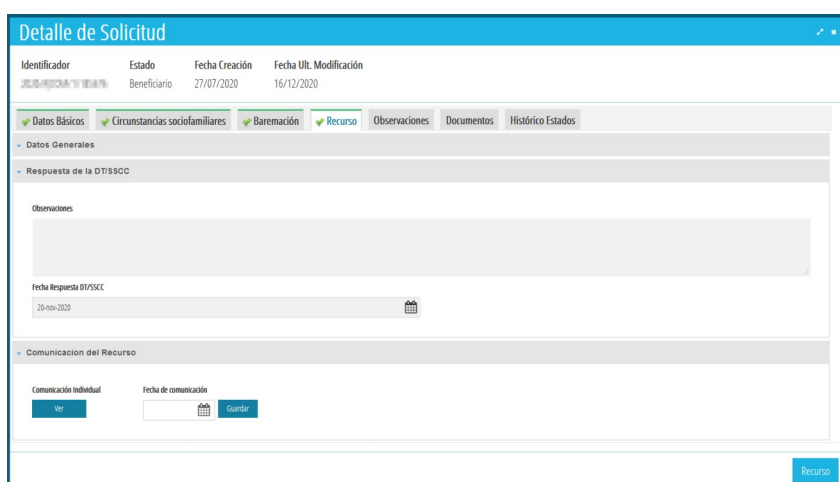 Detalle de Solicitud
Identificador Estado Fecha Creación Fecha Ult. Modificación
Beneficiario 27/07/2020 16/12/2020
Datos Básicos Circunstancias sociofamiliares Baremación Recurso Observaciones Documentos Histórico Estados
Datos Generales
Respuesta de la DT/SSCC
Observaciones
Fecha Respuesta DT/SSCC
20-nov-2020
Comunicacion del Recurso
Comunicación Individual Fecha de comunicación
Ver Guardar
Recurso